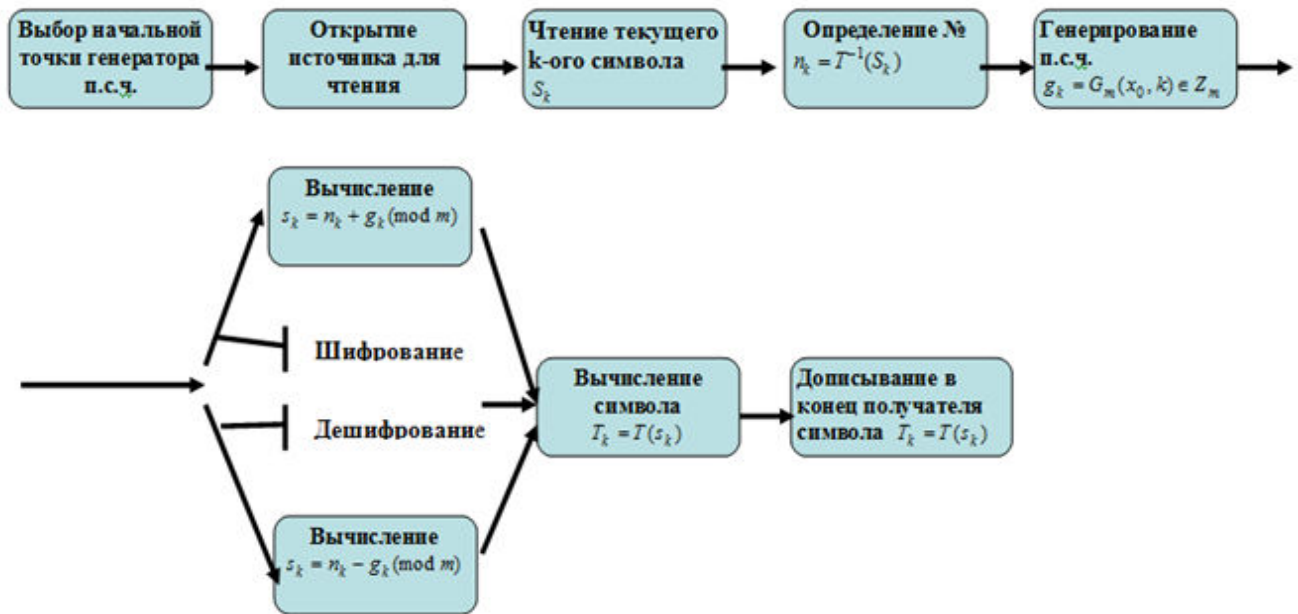 Выбор начальной
точки генератора
п.с.ч.
Открытие
источника для
чтения
Чтение текущего
k-ого символа
S_k
Определение №
n_k = T^{-1}(S_k)
Генерирование
п.с.ч.
g_k = G_m(x_0, k) ∈ Z_m
Вычисление
s_k = n_k + g_k (mod m)
Шифрование
Дешифрование
Вычисление
символа
T_k = T(s_k)
Дописывание в
конец получателя
символа T_k = T(s_k)
Вычисление
s_k = n_k − g_k (mod m)